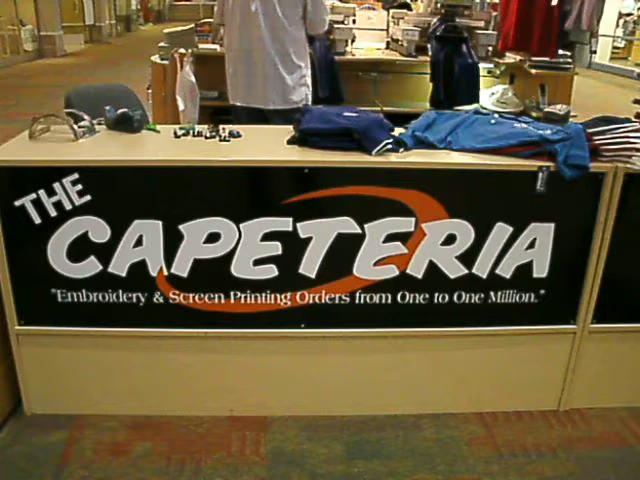 THE
CAPETERIA
"Embroidery & Screen Printing Orders from One to One Million."